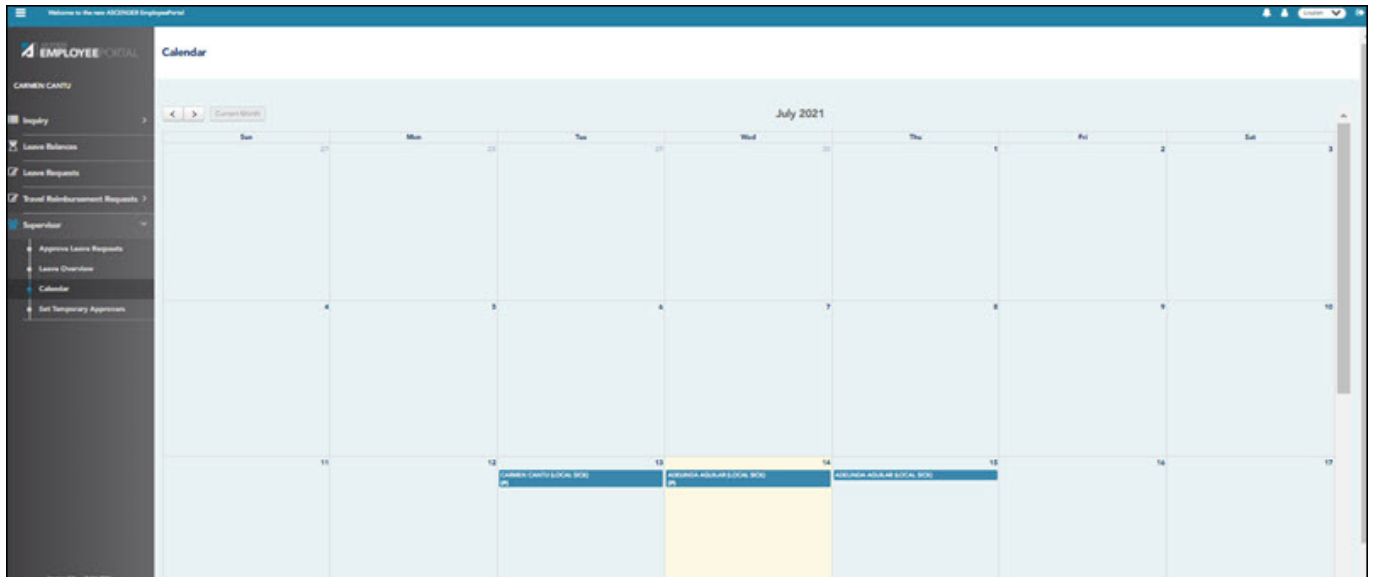 Welcome to the new ASCENDER EmployeePortal
English
EMPLOYEE PORTAL
CARMEN CANTU
Inquiry
Leave Balances
Leave Requests
Travel Reimbursement Requests
Supervisor
Approve Leave Requests
Leave Overview
Calendar
Set Temporary Approvers
Calendar
< > Current Month
July 2021
Sun Mon Tue Wed Thu Fri Sat
27 28 29 30 1 2 3
4 5 6 7 8 9 10
11 12 13 14 15 16 17
CARMEN CANTU (LOCAL SICK) ADELINDA AGUILAR (LOCAL SICK) ADELINDA AGUILAR (LOCAL SICK)
(P) (P)